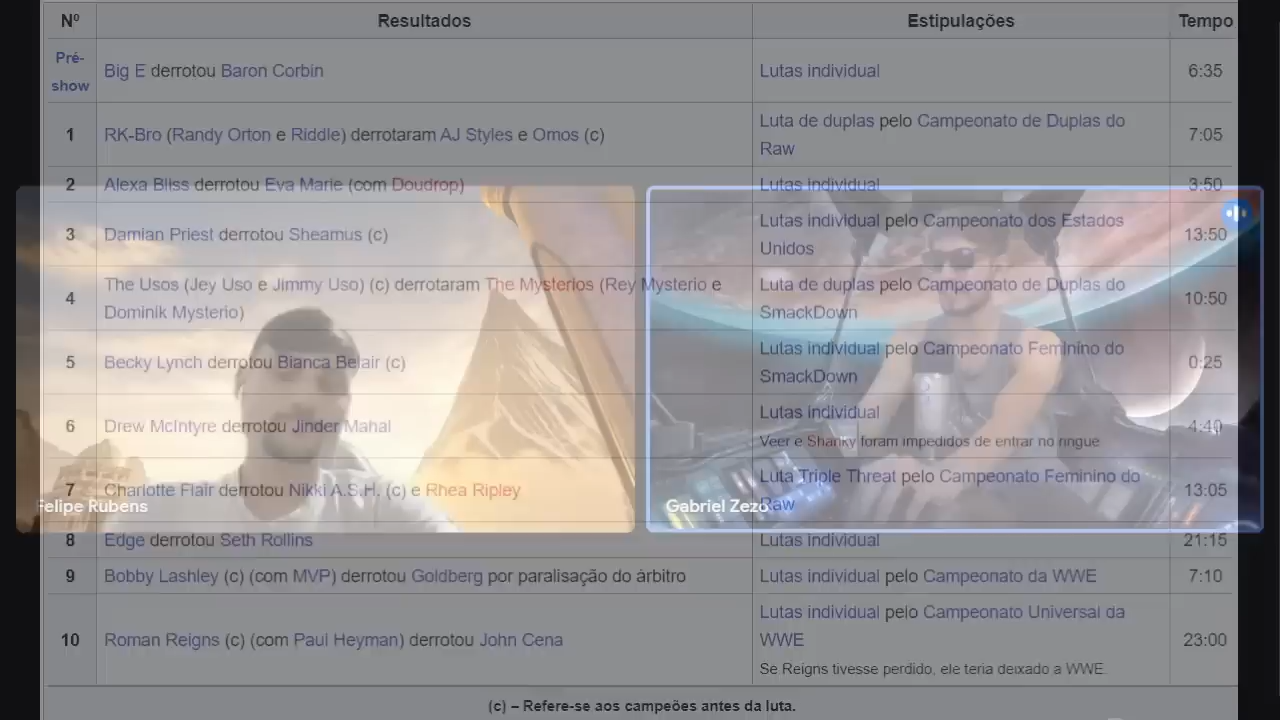 Nº Resultados Estipulações Tempo
Pré-
show
Big E derrotou Baron Corbin
Lutas individual
6:35
1
RK-Bro (Randy Orton e Riddle) derrotaram AJ Styles e Omos (c)
Luta de duplas pelo Campeonato de Duplas do
Raw
7:05
2
Alexa Bliss derrotou Eva Marie (com Doudrop)
Lutas individual
3:50
3
Damian Priest derrotou Sheamus (c)
Lutas individual pelo Campeonato dos Estados
Unidos
13:50
4
The Usos (Jey Uso e Jimmy Uso) (c) derrotaram The Mysterios (Rey Mysterio e
Dominik Mysterio)
Luta de duplas pelo Campeonato de Duplas do
SmackDown
10:50
5
Becky Lynch derrotou Bianca Belair (c)
Lutas individual pelo Campeonato Feminino do
SmackDown
0:25
6
Drew McIntyre derrotou Jinder Mahal
Lutas individual
Veer e Shanky foram impedidos de entrar no ringue
4:40
7
Charlotte Flair derrotou Nikki A.S.H. (c) e Rhea Ripley
Luta Triple Threat pelo Campeonato Feminino do
Raw
13:05
Felipe Rubens
Gabriel Zezo
8
Edge derrotou Seth Rollins
Lutas individual
21:15
9
Bobby Lashley (c) (com MVP) derrotou Goldberg por paralisação do árbitro
Lutas individual pelo Campeonato da WWE
7:10
10
Roman Reigns (c) (com Paul Heyman) derrotou John Cena
Lutas individual pelo Campeonato Universal da
WWE
Se Reigns tivesse perdido, ele teria deixado a WWE.
23:00
(c) – Refere-se aos campeões antes da luta.